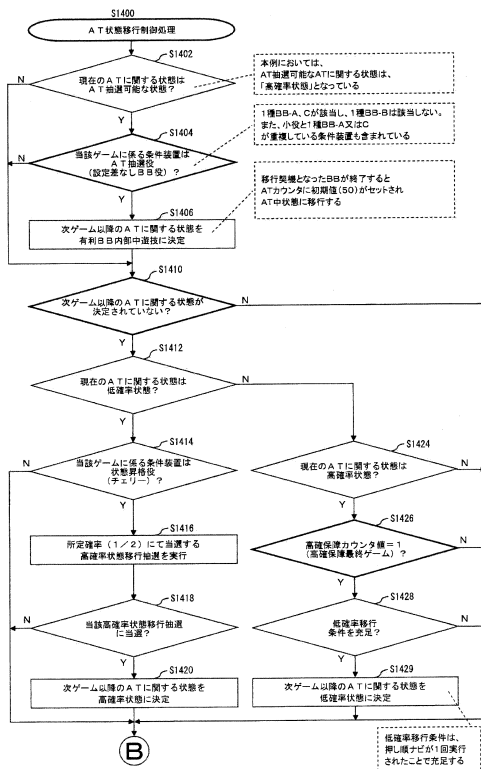 S1400
ＡＴ状態移行制御処理
S1402
現在のＡＴに関する状態は
ＡＴ抽選可能な状態？
N
Y
本例においては、
AT抽選可能なATに関する状態は、
「高確率状態」となっている
S1404
当該ゲームに係る条件装置は
ＡＴ抽選役
（設定差なしＢＢ役）？
N
Y
1種BB-A、Cが該当し、1種BB-Bは該当しない。
また、小役と1種BB-A又はC
が重複している条件装置も含まれている
S1406
次ゲーム以降のＡＴに関する状態を
有利ＢＢ内部中遊技に決定
移行契機となったBBが終了すると
ATカウンタに初期値(50)がセットされ
AT中状態に移行する
S1410
次ゲーム以降のＡＴに関する状態が
決定されていない？
N
Y
S1412
現在のＡＴに関する状態は
低確率状態？
N
Y
S1414
当該ゲームに係る条件装置は
状態昇格役
（チェリー）？
N
Y
S1416
所定確率（１／２）にて当選する
高確率状態移行抽選を実行
S1418
当該高確率状態移行抽選
に当選？
N
Y
S1420
次ゲーム以降のＡＴに関する状態を
高確率状態に決定
S1424
現在のＡＴに関する状態は
高確率状態？
N
Y
S1426
高確保障カウンタ値＝１
（高確保障最終ゲーム）？
N
Y
S1428
低確率移行
条件を充足？
N
Y
S1429
次ゲーム以降のＡＴに関する状態を
低確率状態に決定
低確率移行条件は、
押し順ナビが1回実行
されたことで充足する
B